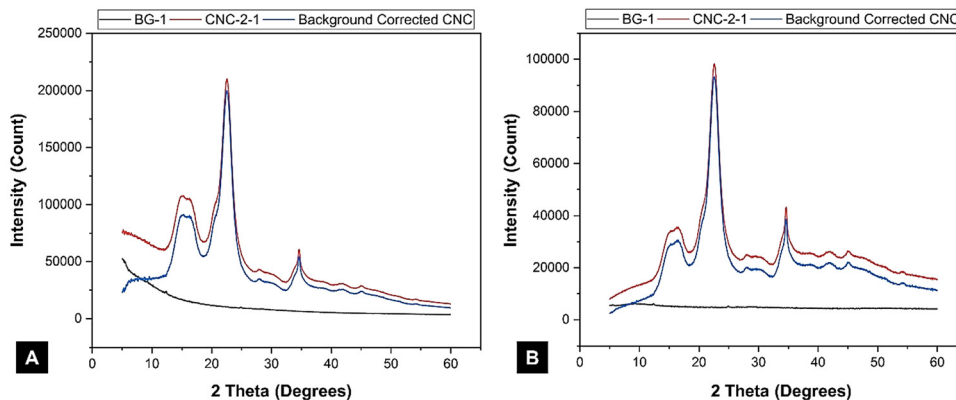 BG-1 CNC-2-1 Background Corrected CNC
250000
200000
150000
100000
50000
0
Intensity (Count)
0 10 20 30 40 50 60
2 Theta (Degrees)
A
BG-1 CNC-2-1 Background Corrected CNC
100000
80000
60000
40000
20000
0
Intensity (Count)
0 10 20 30 40 50 60
2 Theta (Degrees)
B